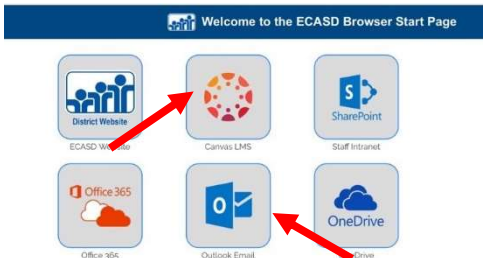 Welcome to the ECASD Browser Start Page
District Website
S
SharePoint
ECASD Website
Canvas LMS
Staff Intranet
Office 365
O
OneDrive
Office 365
Outlook Email
Drive